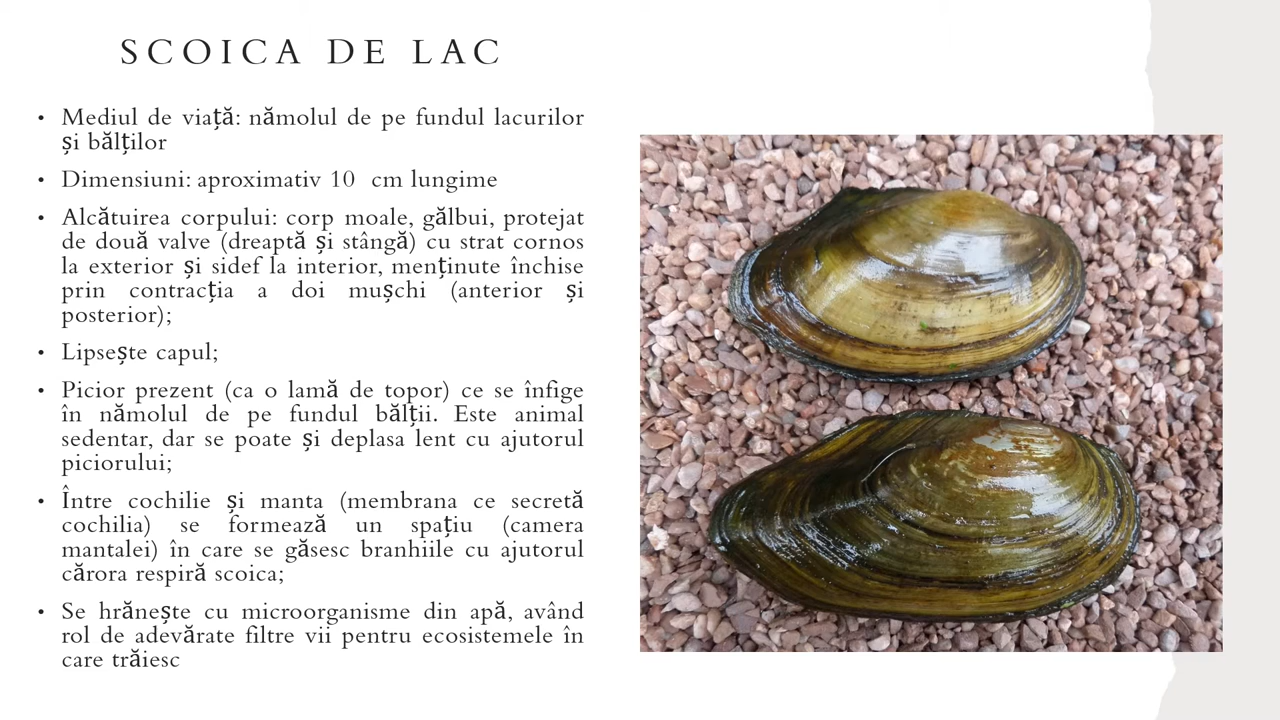 SCOICA DE LAC
• Mediul de viață: nămolul de pe fundul lacurilor
și bălților
• Dimensiuni: aproximativ 10 cm lungime
• Alcătuirea corpului: corp moale, gălbui, protejat
de două valve (dreaptă și stângă) cu strat cornos
la exterior și sidef la interior, menținute închise
prin contracția a doi mușchi (anterior și
posterior);
• Lipsește capul;
• Picior prezent (ca o lamă de topor) ce se înfige
în nămolul de pe fundul bălții. Este animal
sedentar, dar se poate și deplasa lent cu ajutorul
piciorului;
• Între cochilie și manta (membrana ce secretă
cochilia) se formează un spațiu (camera
mantalei) în care se găsesc branhiile cu ajutorul
cărora respiră scoica;
• Se hrănește cu microorganisme din apă, având
rol de adevărate filtre vii pentru ecosistemele în
care trăiesc